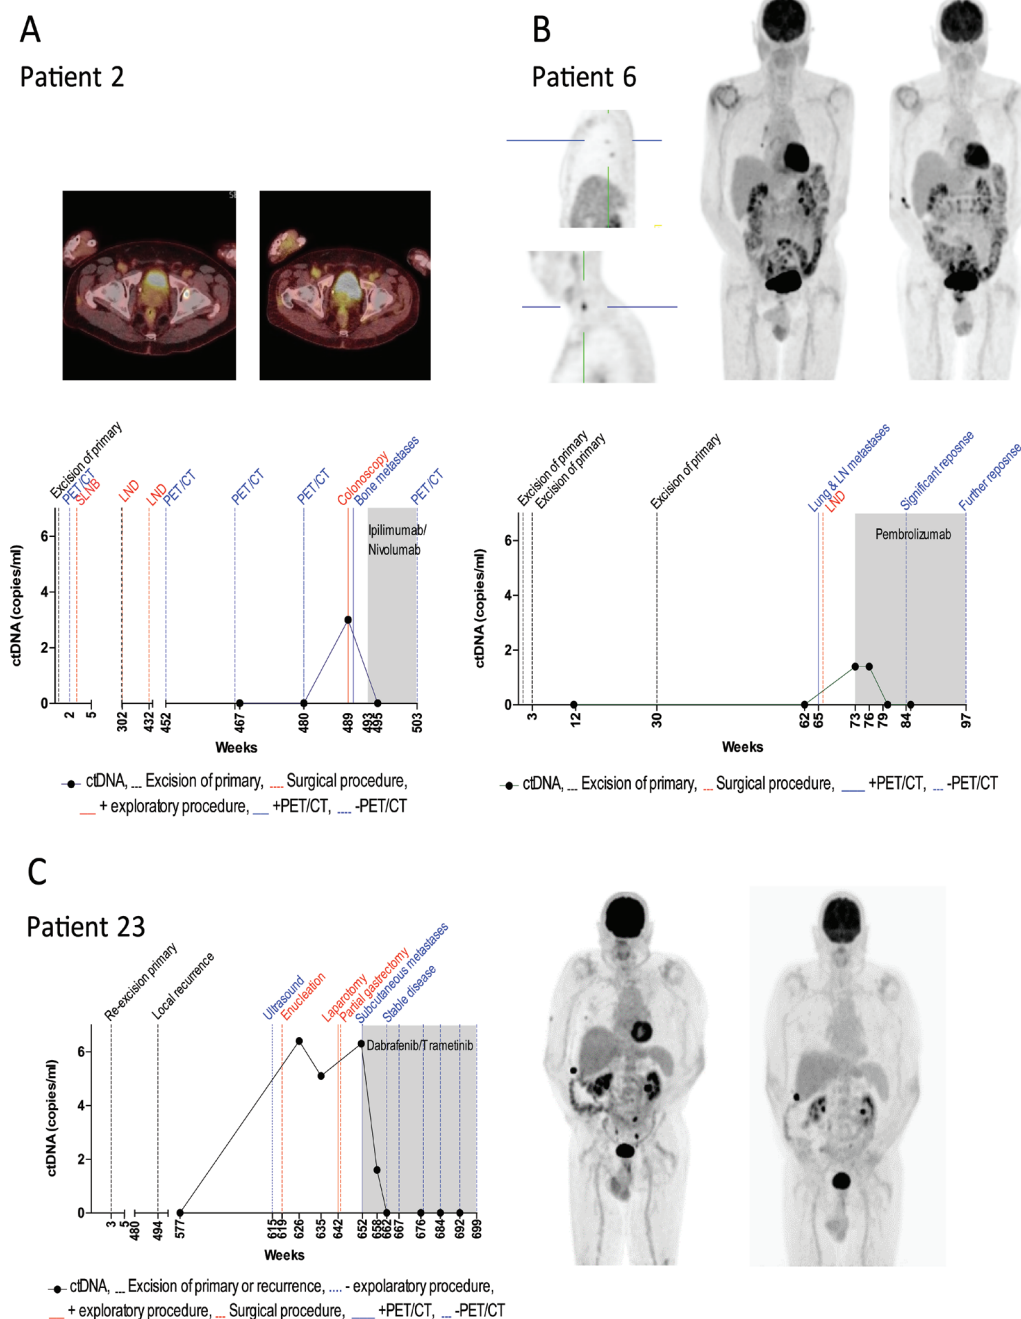 A
Patient 2
B
Patient 6
Excision of primary
PET/CT
SLNB
LND
LND
PET/CT
PET/CT
PET/CT
Colonoscopy
Bone metastases
PET/CT
Ipilimumab/
Nivolumab
ctDNA (copies/ml)
6
4
2
0
2 5 302 432 452 467 480 489 493 495 503
Weeks
ctDNA, Excision of primary, Surgical procedure,
+ exploratory procedure, +PET/CT, -PET/CT
Excision of primary
Excision of primary
Excision of primary
Lung & LN metastases
LND
Significant reposnse
Further reposnse
Pembrolizumab
ctDNA (copies/ml)
6
4
2
0
3 12 30 62 65 73 76 79 84 97
Weeks
ctDNA, Excision of primary, Surgical procedure, +PET/CT, -PET/CT
C
Patient 23
Re-excision primary
Local recurrence
Ultrasound
Enucleation
Laparotomy
Partial gastrectomy
Subcutaneous metastases
Stable disease
Dabrafenib/Trametinib
ctDNA (copies/ml)
6
4
2
0
3 5 480 494 577 615 619 626 635 642 652 658 662 667 676 684 692 699
Weeks
ctDNA, Excision of primary or recurrence, - expolaratory procedure,
+ exploratory procedure, Surgical procedure, +PET/CT, -PET/CT